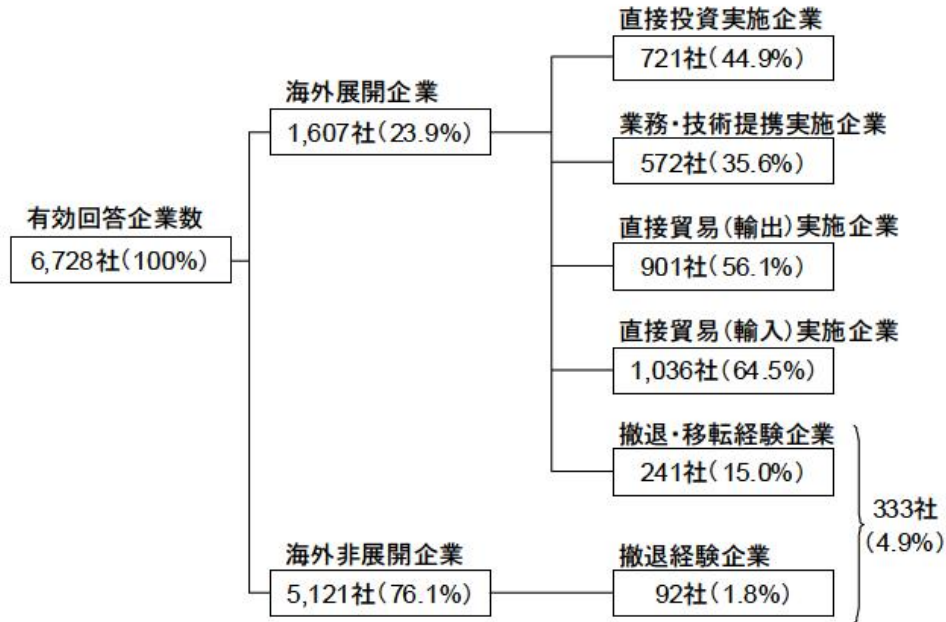 有効回答企業数
6,728社(100%)
海外展開企業
1,607社(23.9%)
直接投資実施企業
721社(44.9%)
業務・技術提携実施企業
572社(35.6%)
直接貿易(輸出)実施企業
901社(56.1%)
直接貿易(輸入)実施企業
1,036社(64.5%)
撤退・移転経験企業
241社(15.0%)
海外非展開企業
5,121社(76.1%)
撤退経験企業
92社(1.8%)
333社
(4.9%)